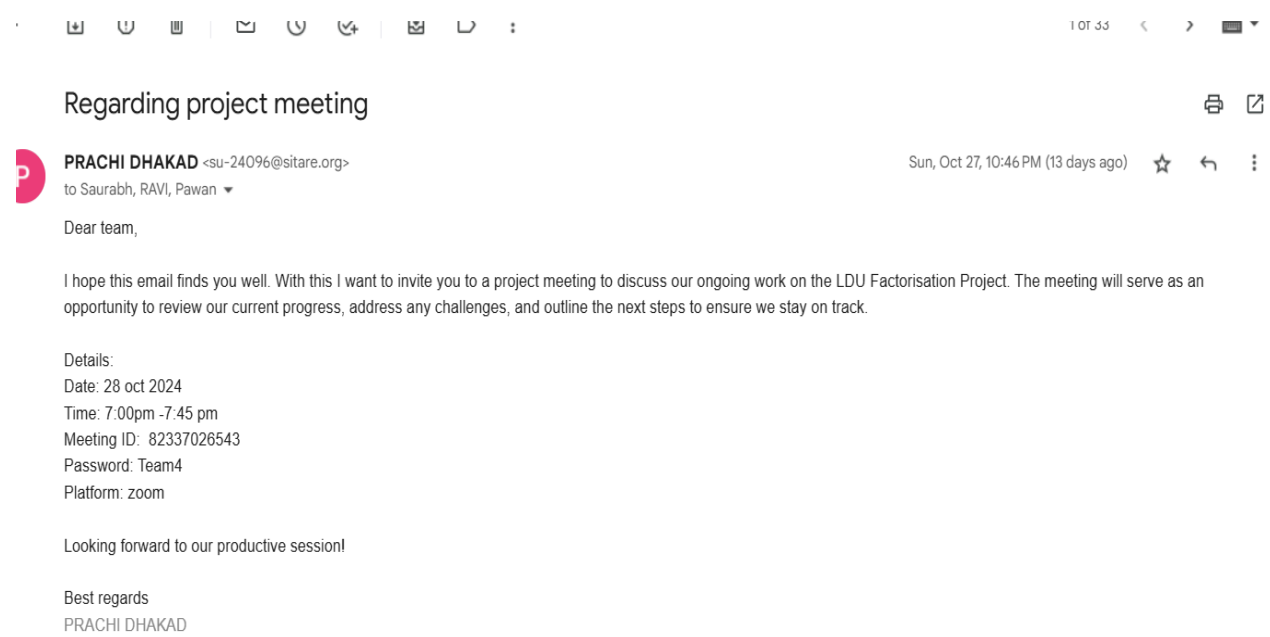 1 of 33
Regarding project meeting
P
PRACHI DHAKAD <su-24096@sitare.org>
Sun, Oct 27, 10:46 PM (13 days ago)
to Saurabh, RAVI, Pawan
Dear team,
I hope this email finds you well. With this I want to invite you to a project meeting to discuss our ongoing work on the LDU Factorisation Project. The meeting will serve as an
opportunity to review our current progress, address any challenges, and outline the next steps to ensure we stay on track.
Details:
Date: 28 oct 2024
Time: 7:00pm -7:45 pm
Meeting ID:  82337026543
Password: Team4
Platform: zoom
Looking forward to our productive session!
Best regards
PRACHI DHAKAD